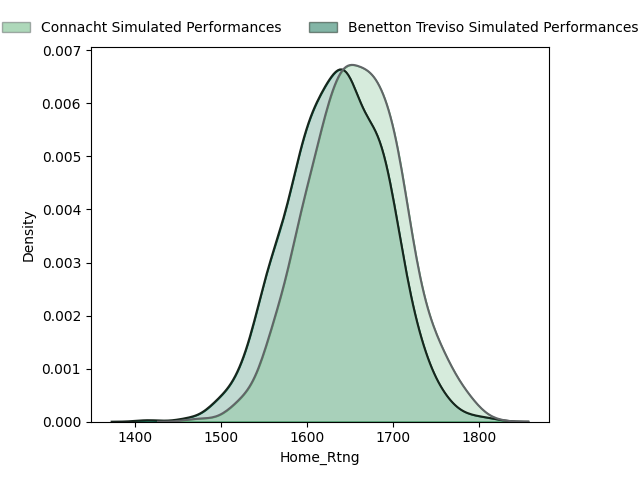 Connacht Simulated Performances
Benetton Treviso Simulated Performances
0.007
0.006
0.005
0.004
0.003
0.002
0.001
0.000
Density
1400 1500 1600 1700 1800
Home_Rtng